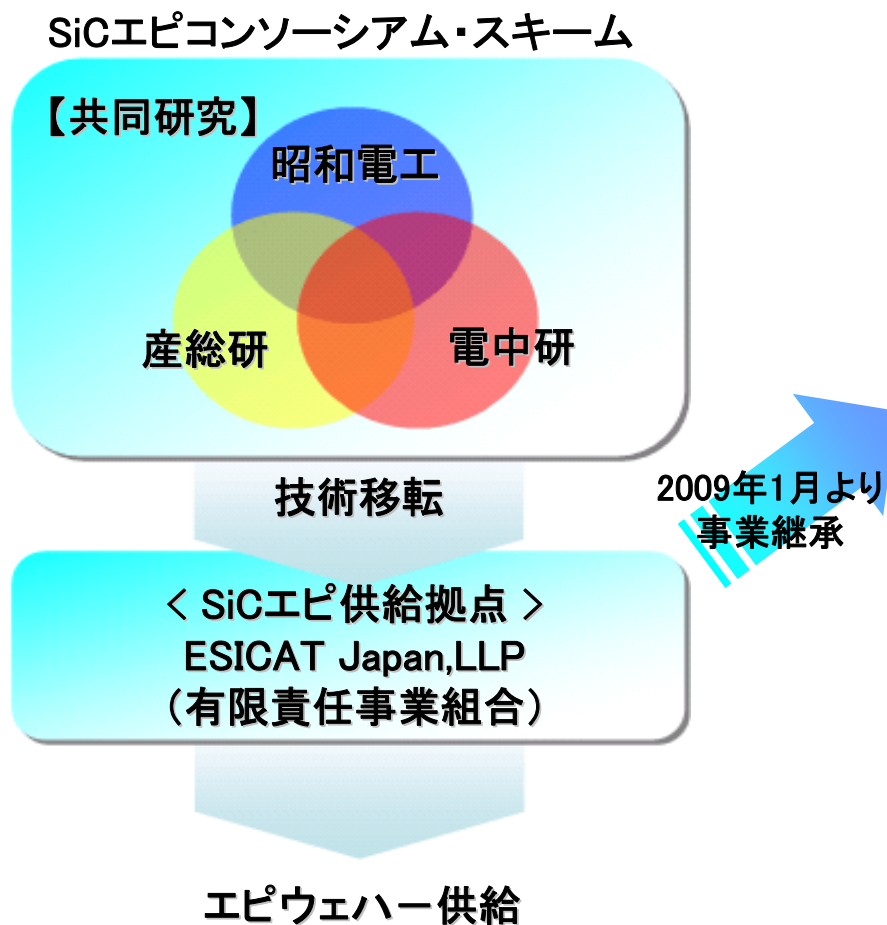 SiCエピコンソーシアム・スキーム
【共同研究】
昭和電工
産総研
電中研
技術移転
2009年1月より
事業継承
< SiCエピ供給拠点 >
ESICAT Japan,LLP
（有限責任事業組合）
エピウェハー供給